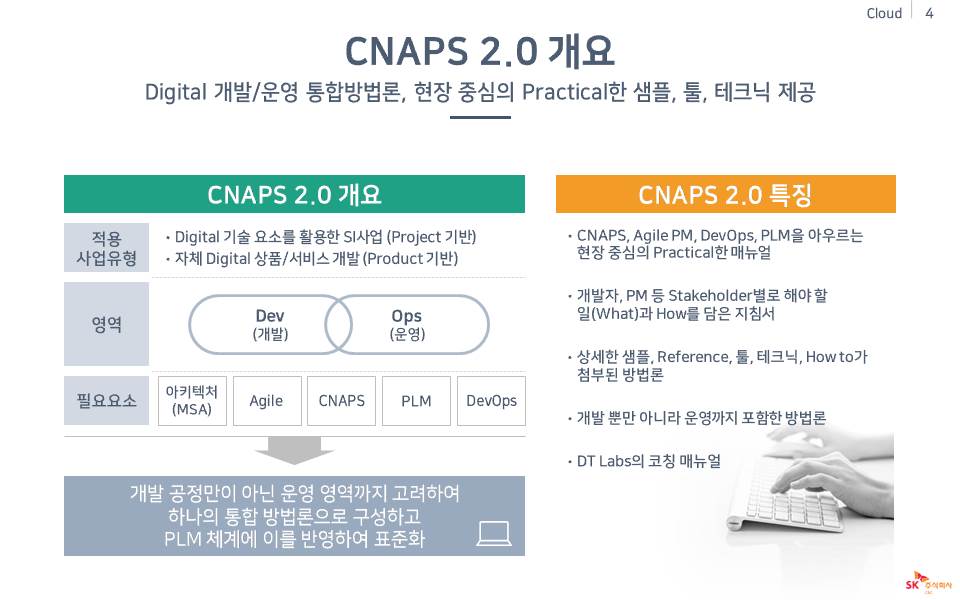 Cloud 4
CNAPS 2.0 개요
Digital 개발/운영 통합방법론, 현장 중심의 Practical한 샘플, 툴, 테크닉 제공
CNAPS 2.0 개요
적용
사업유형
• Digital 기술 요소를 활용한 SI사업 (Project 기반)
• 자체 Digital 상품/서비스 개발 (Product 기반)
영역
Dev
(개발)
Ops
(운영)
필요요소
아키텍처
(MSA)
Agile
CNAPS
PLM
DevOps
개발 공정만이 아닌 운영 영역까지 고려하여
하나의 통합 방법론으로 구성하고
PLM 체계에 이를 반영하여 표준화
CNAPS 2.0 특징
• CNAPS, Agile PM, DevOps, PLM을 아우르는
현장 중심의 Practical한 매뉴얼
• 개발자, PM 등 Stakeholder별로 해야 할
일(What)과 How를 담은 지침서
• 상세한 샘플, Reference, 툴, 테크닉, How to가
첨부된 방법론
• 개발 뿐만 아니라 운영까지 포함한 방법론
• DT Labs의 코칭 매뉴얼
SK 주식회사
C&C